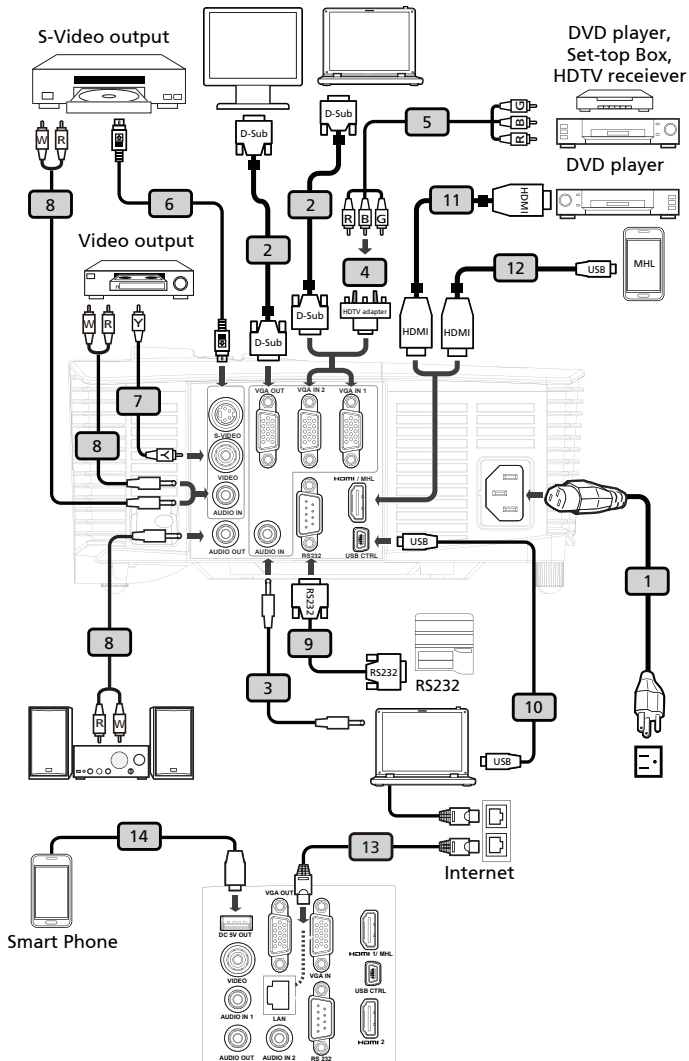 S-Video output
DVD player,
Set-top Box,
HDTV receiever
D-Sub
D-Sub
5
G
B
R
W
R
DVD player
8
6
2
11
HDMI
R
B
G
Video output
2
4
12
USB
MHL
W
R
Y
D-Sub
HDTV adapter
HDMI
HDMI
D-Sub
7
VGA OUT
VGA IN 2
VGA IN 1
S-VIDEO
8
Y
VIDEO
HDMI / MHL
AUDIO IN
AUDIO OUT
AUDIO IN
RS232
USB CTRL
USB
1
RS232
8
9
3
RS232
RS232
10
R
W
USB
14
13
Internet
Smart Phone
VGA OUT
DC 5V OUT
HDMI 1/ MHL
VIDEO
VGA IN
USB CTRL
AUDIO IN 1
LAN
HDMI 2
AUDIO OUT
AUDIO IN 2
RS 232